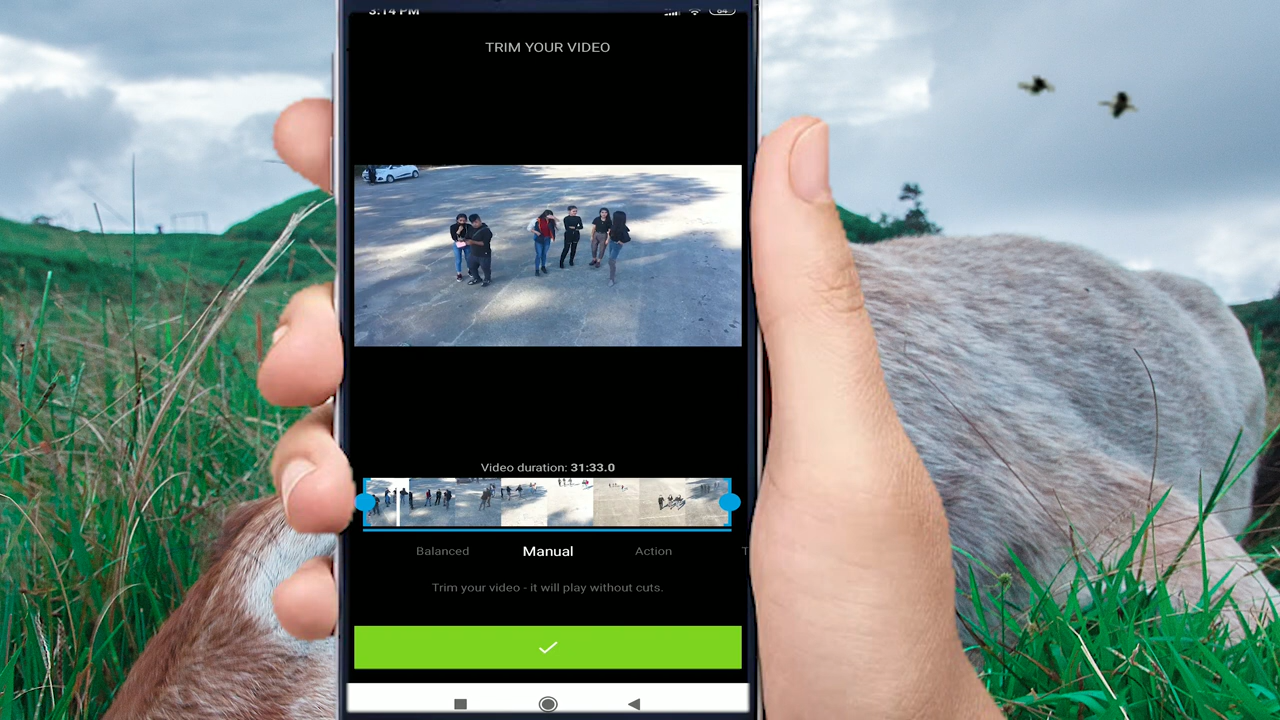 3:14 PM
64
TRIM YOUR VIDEO
Video duration: 31:33.0
Balanced Manual Action T
Trim your video - it will play without cuts.